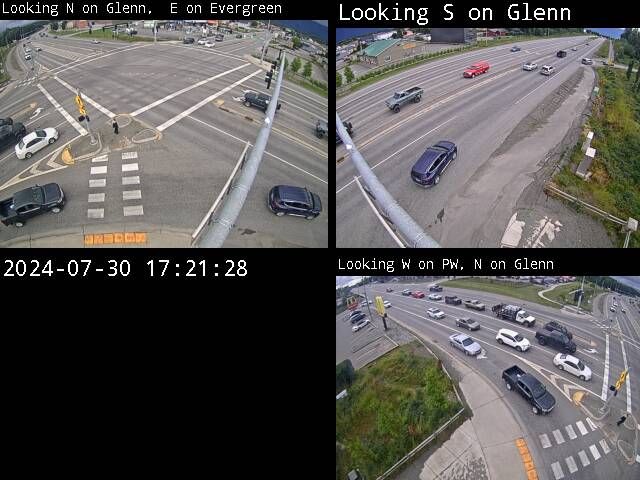 Looking N on Glenn,  E on Evergreen
Looking S on Glenn
2024-07-30 17:21:28
Looking W on PW, N on Glenn